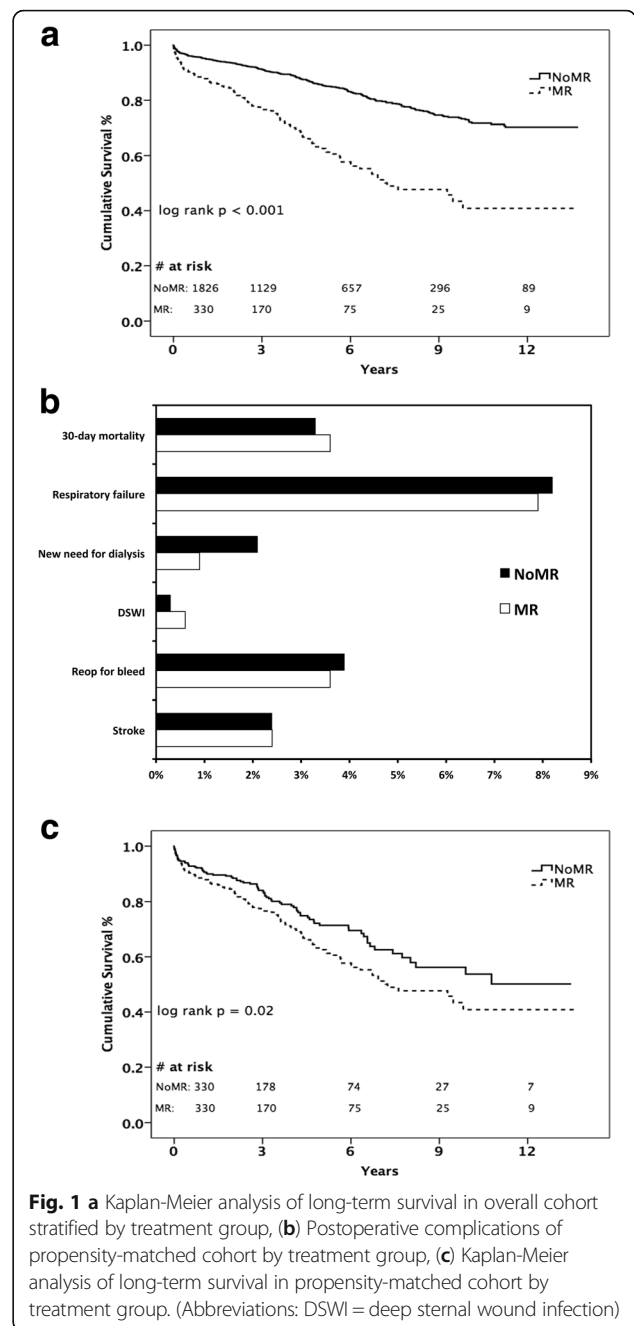 a
1.0
0.8
0.6
0.4
0.2
0.0
Cumulative Survival %
NoMR
MR
log rank p < 0.001
# at risk
NoMR: 1826 1129 657 296 89
MR: 330 170 75 25 9
0 3 6 9 12
Years
b
30-day mortality
Respiratory failure
New need for dialysis
DSWI
Reop for bleed
Stroke
NoMR
MR
0% 1% 2% 3% 4% 5% 6% 7% 8% 9%
c
1.0
0.8
0.6
0.4
0.2
0.0
Cumulative Survival %
NoMR
MR
log rank p = 0.02
# at risk
NoMR: 330 178 74 27 7
MR: 330 170 75 25 9
0 3 6 9 12
Years
Fig. 1 a Kaplan-Meier analysis of long-term survival in overall cohort
stratified by treatment group, (b) Postoperative complications of
propensity-matched cohort by treatment group, (c) Kaplan-Meier
analysis of long-term survival in propensity-matched cohort by
treatment group. (Abbreviations: DSWI = deep sternal wound infection)